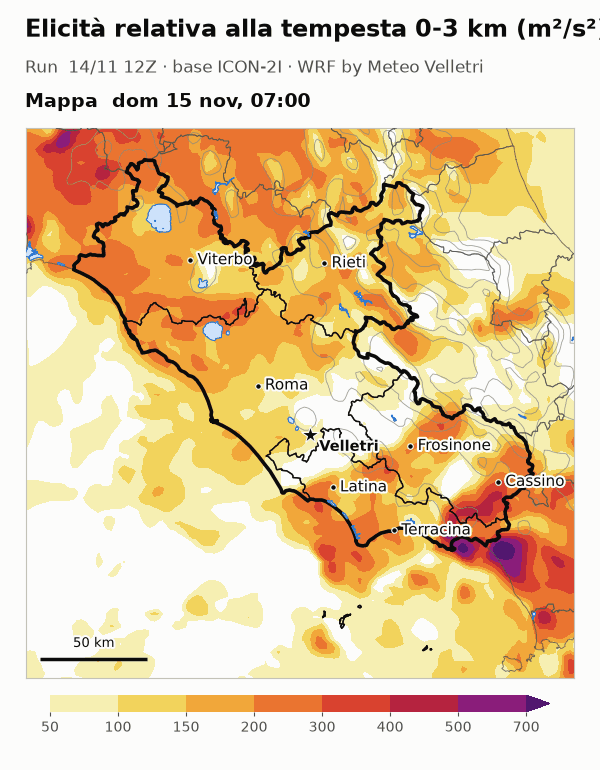 Elicità relativa alla tempesta 0-3 km (m²/s²)
Run 14/11 12Z · base ICON-2I · WRF by Meteo Velletri
Mappa dom 15 nov, 07:00
Viterbo
Rieti
Roma
Velletri
Frosinone
Cassino
Latina
Terracina
50 km
50 100 150 200 300 400 500 700